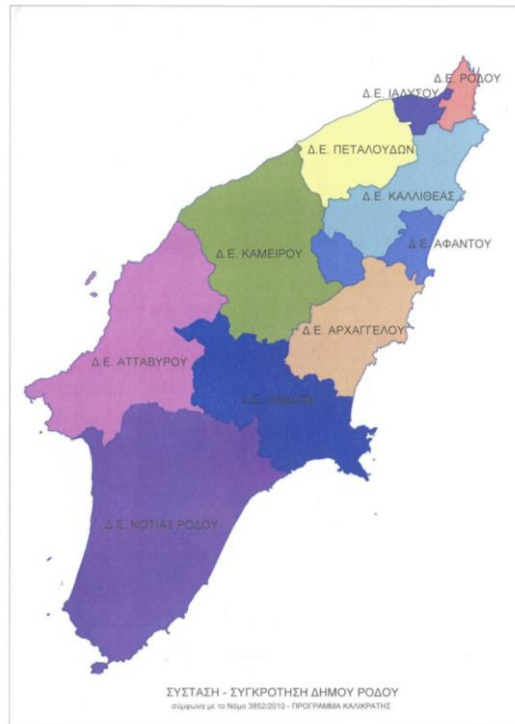 Δ.Ε. ΡΟΔΟΥ
Δ.Ε. ΙΑΛΥΣΟΥ
Δ.Ε. ΠΕΤΑΛΟΥΔΩΝ
Δ.Ε. ΚΑΛΛΙΘΕΑΣ
Δ.Ε. ΑΦΑΝΤΟΥ
Δ.Ε. ΚΑΜΕΙΡΟΥ
Δ.Ε. ΑΡΧΑΓΓΕΛΟΥ
Δ.Ε. ΑΤΤΑΒΥΡΟΥ
Δ.Ε.
Δ.Ε. ΝΟΤΙΑΣ ΡΟΔΟΥ
ΣΥΣΤΑΣΗ - ΣΥΓΚΡΟΤΗΣΗ ΔΗΜΟΥ ΡΟΔΟΥ
σύμφωνα με το Νόμο 3852/2010 - ΠΡΟΓΡΑΜΜΑ ΚΑΛΙΚΡΑΤΗΣ